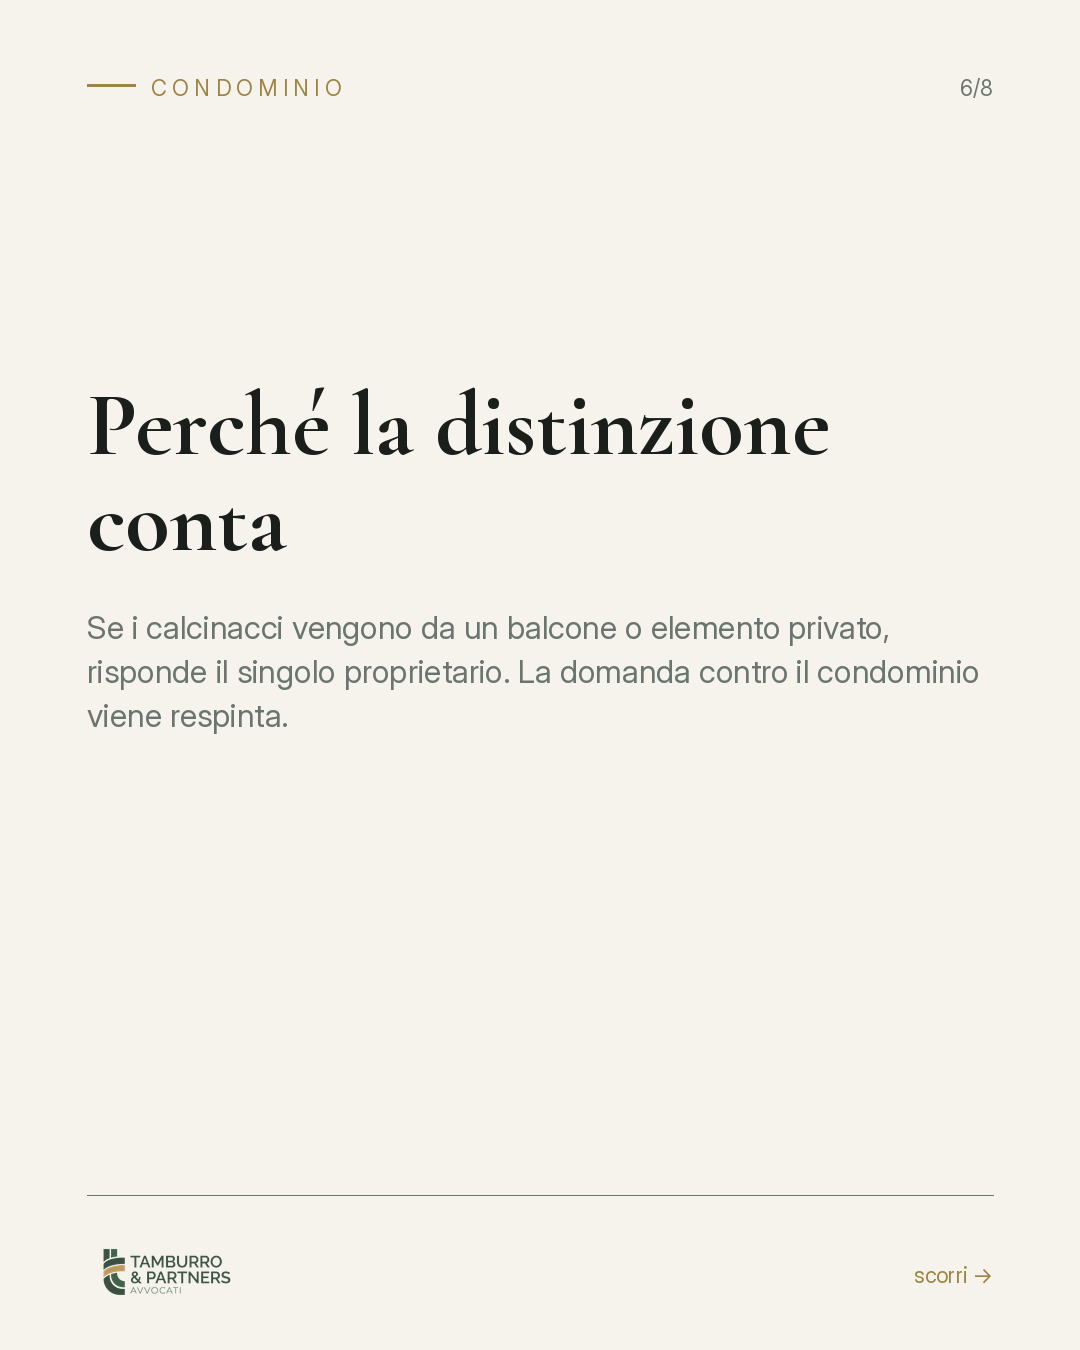 CONDOMINIO
6/8
Perché la distinzione
conta
Se i calcinacci vengono da un balcone o elemento privato,
risponde il singolo proprietario. La domanda contro il condominio
viene respinta.
TAMBURRO
& PARTNERS
AVVOCATI
scorri →